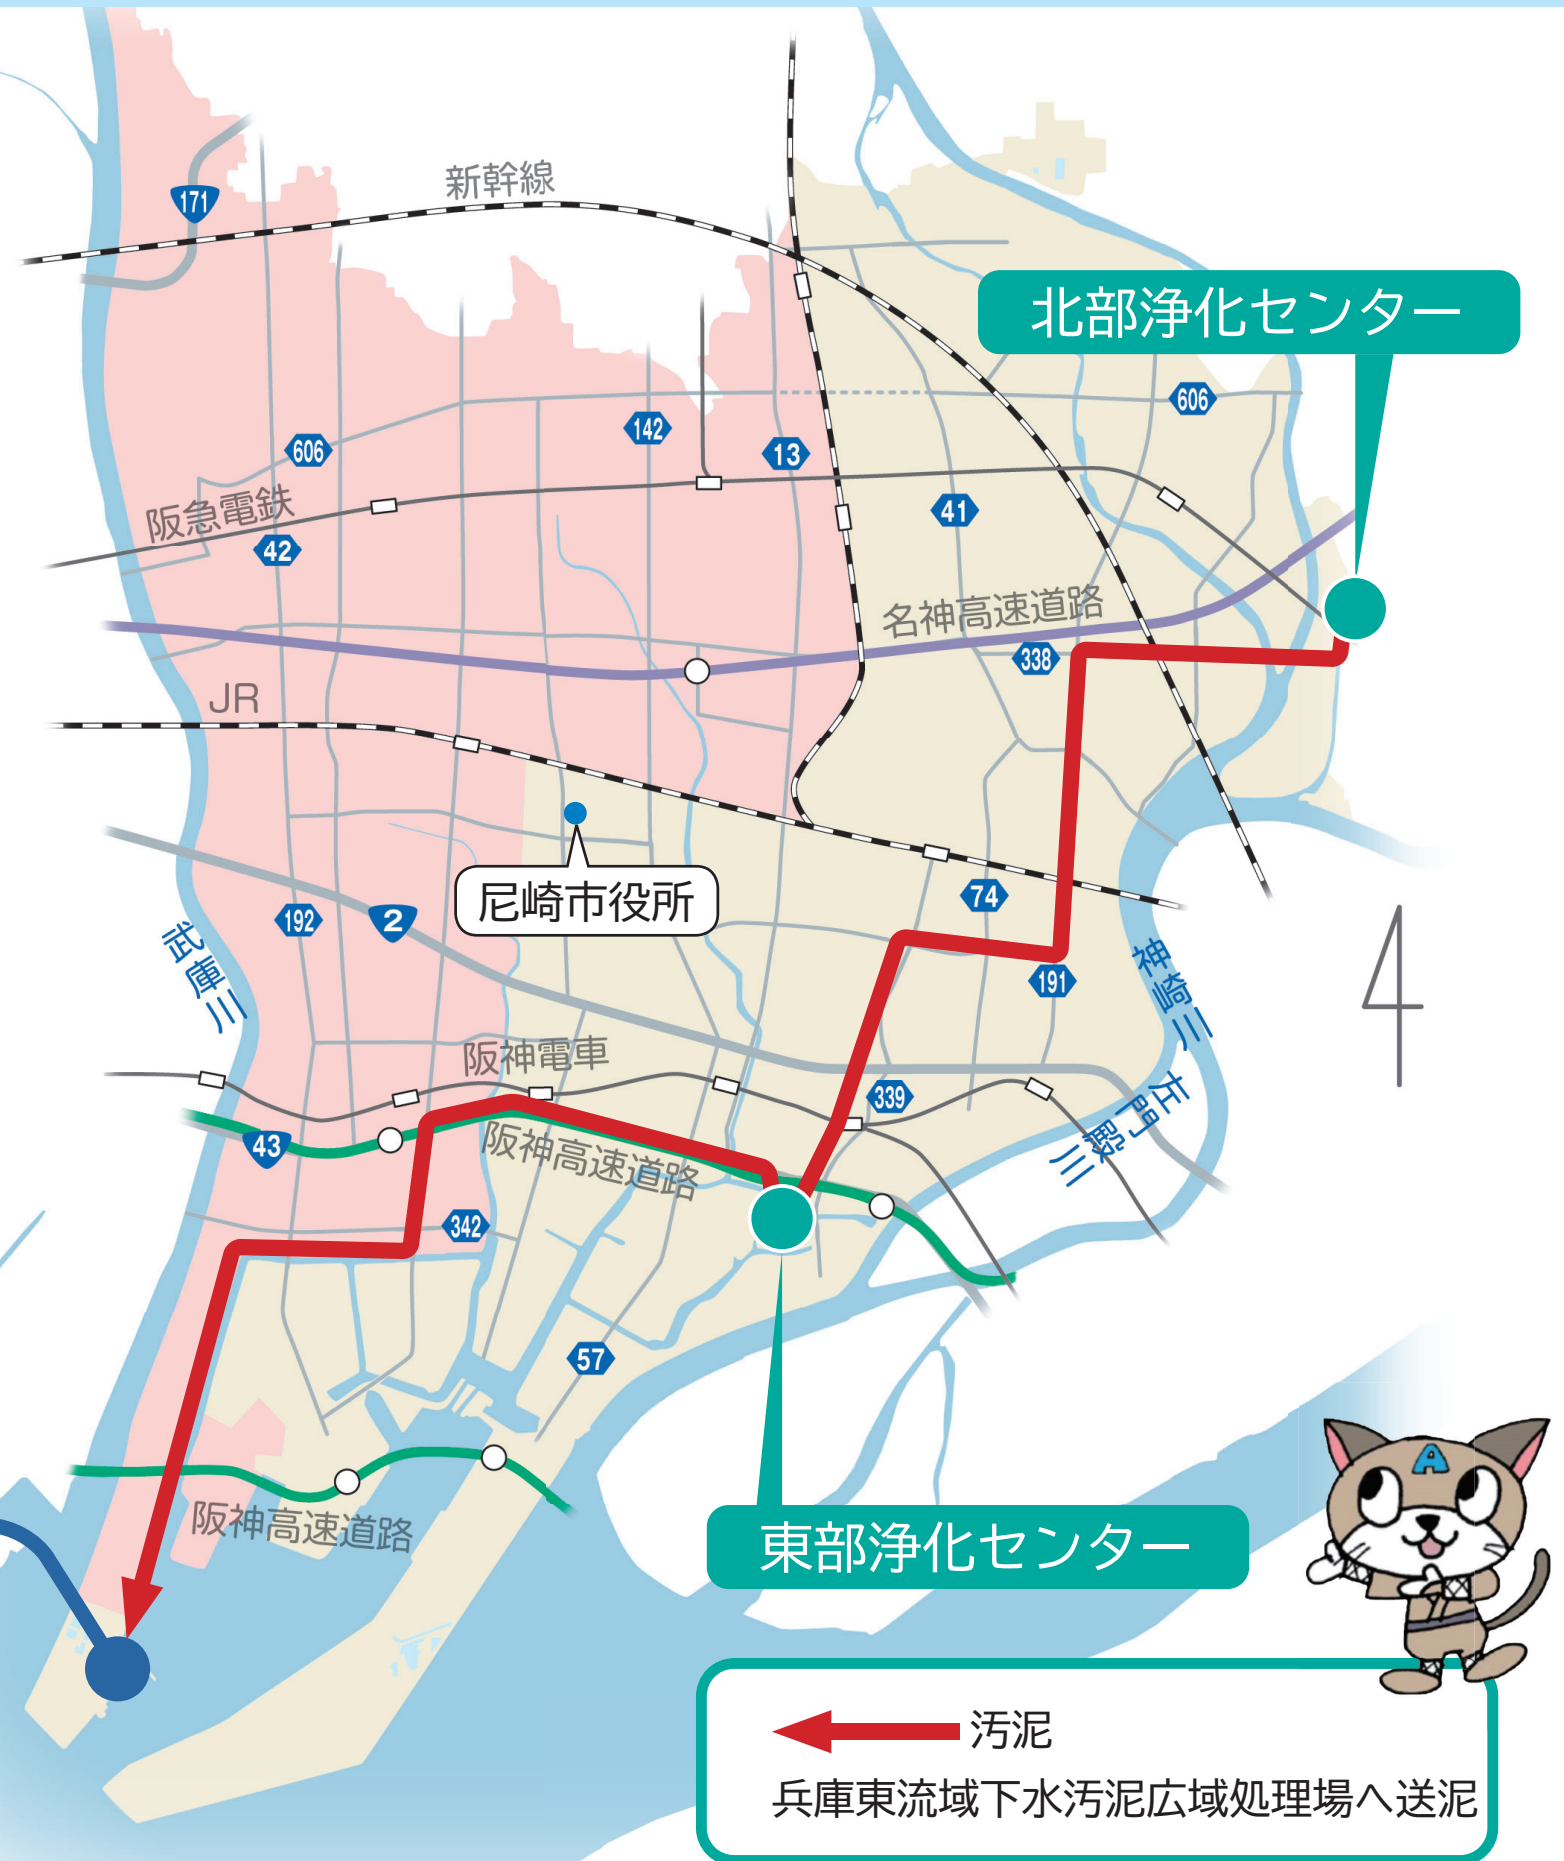 171
新幹線
北部浄化センター
606
142
606
13
阪急電鉄
41
42
名神高速道路
338
JR
尼崎市役所
74
192
2
武庫川
191
神崎川
阪神電車
339
左門殿川
43
阪神高速道路
342
57
阪神高速道路
東部浄化センター
A
汚泥
兵庫東流域下水汚泥広域処理場へ送泥